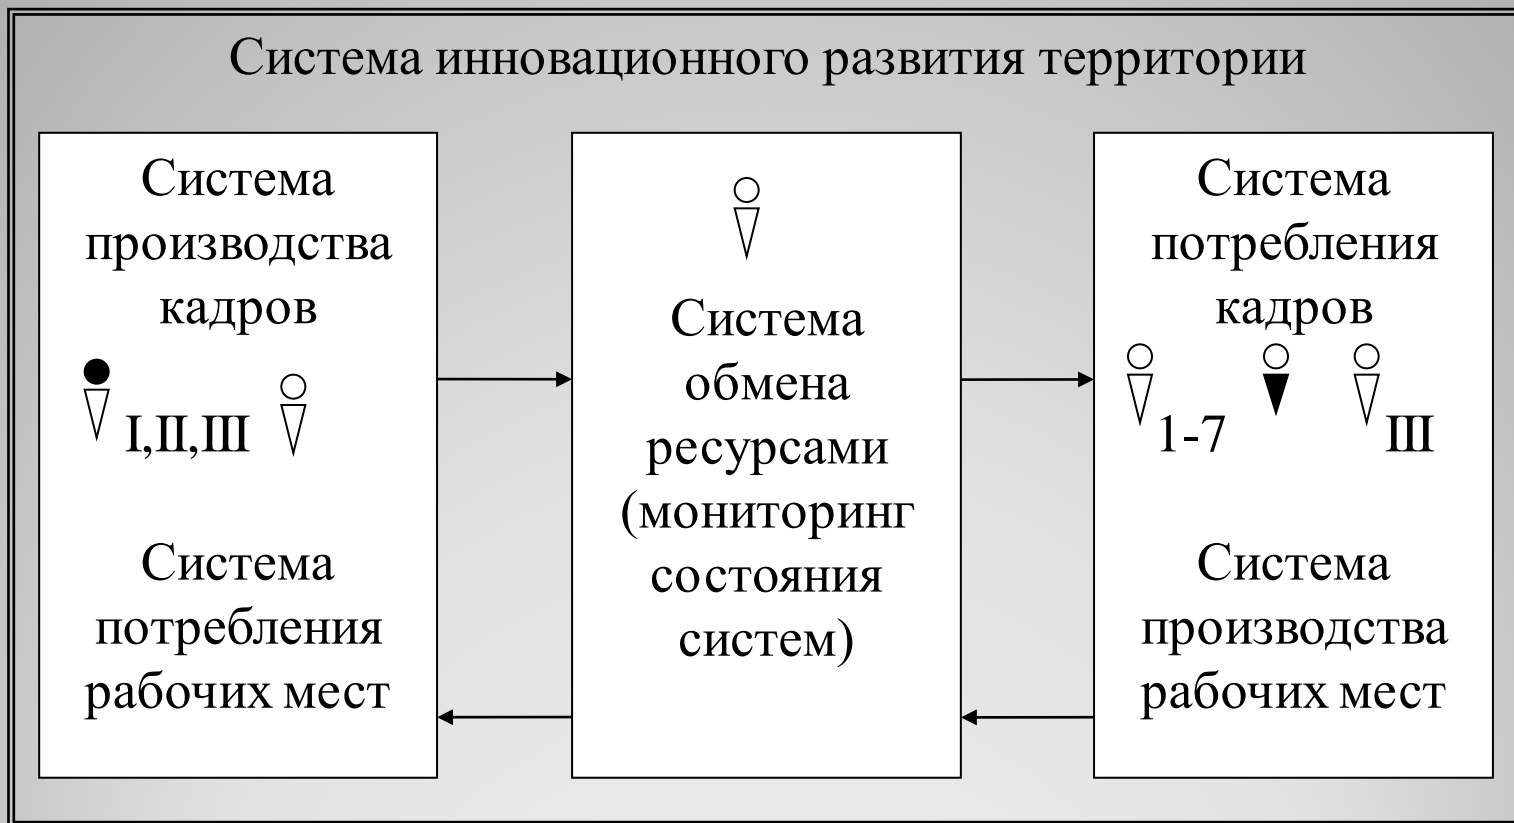 Система инновационного развития территории
Система
производства
кадров
I,II,III
Система
потребления
рабочих мест
Система
обмена
ресурсами
(мониторинг
состояния
систем)
Система
потребления
кадров
1-7
III
Система
производства
рабочих мест